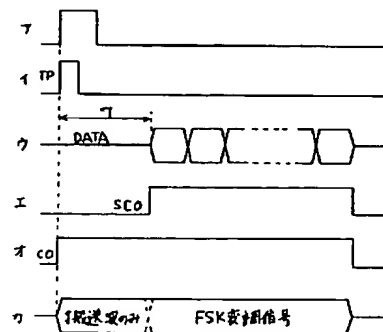 ア
イ TP
T
ウ DATA
エ SCO
オ CO
カ 搬送波のみ FSK変調信号